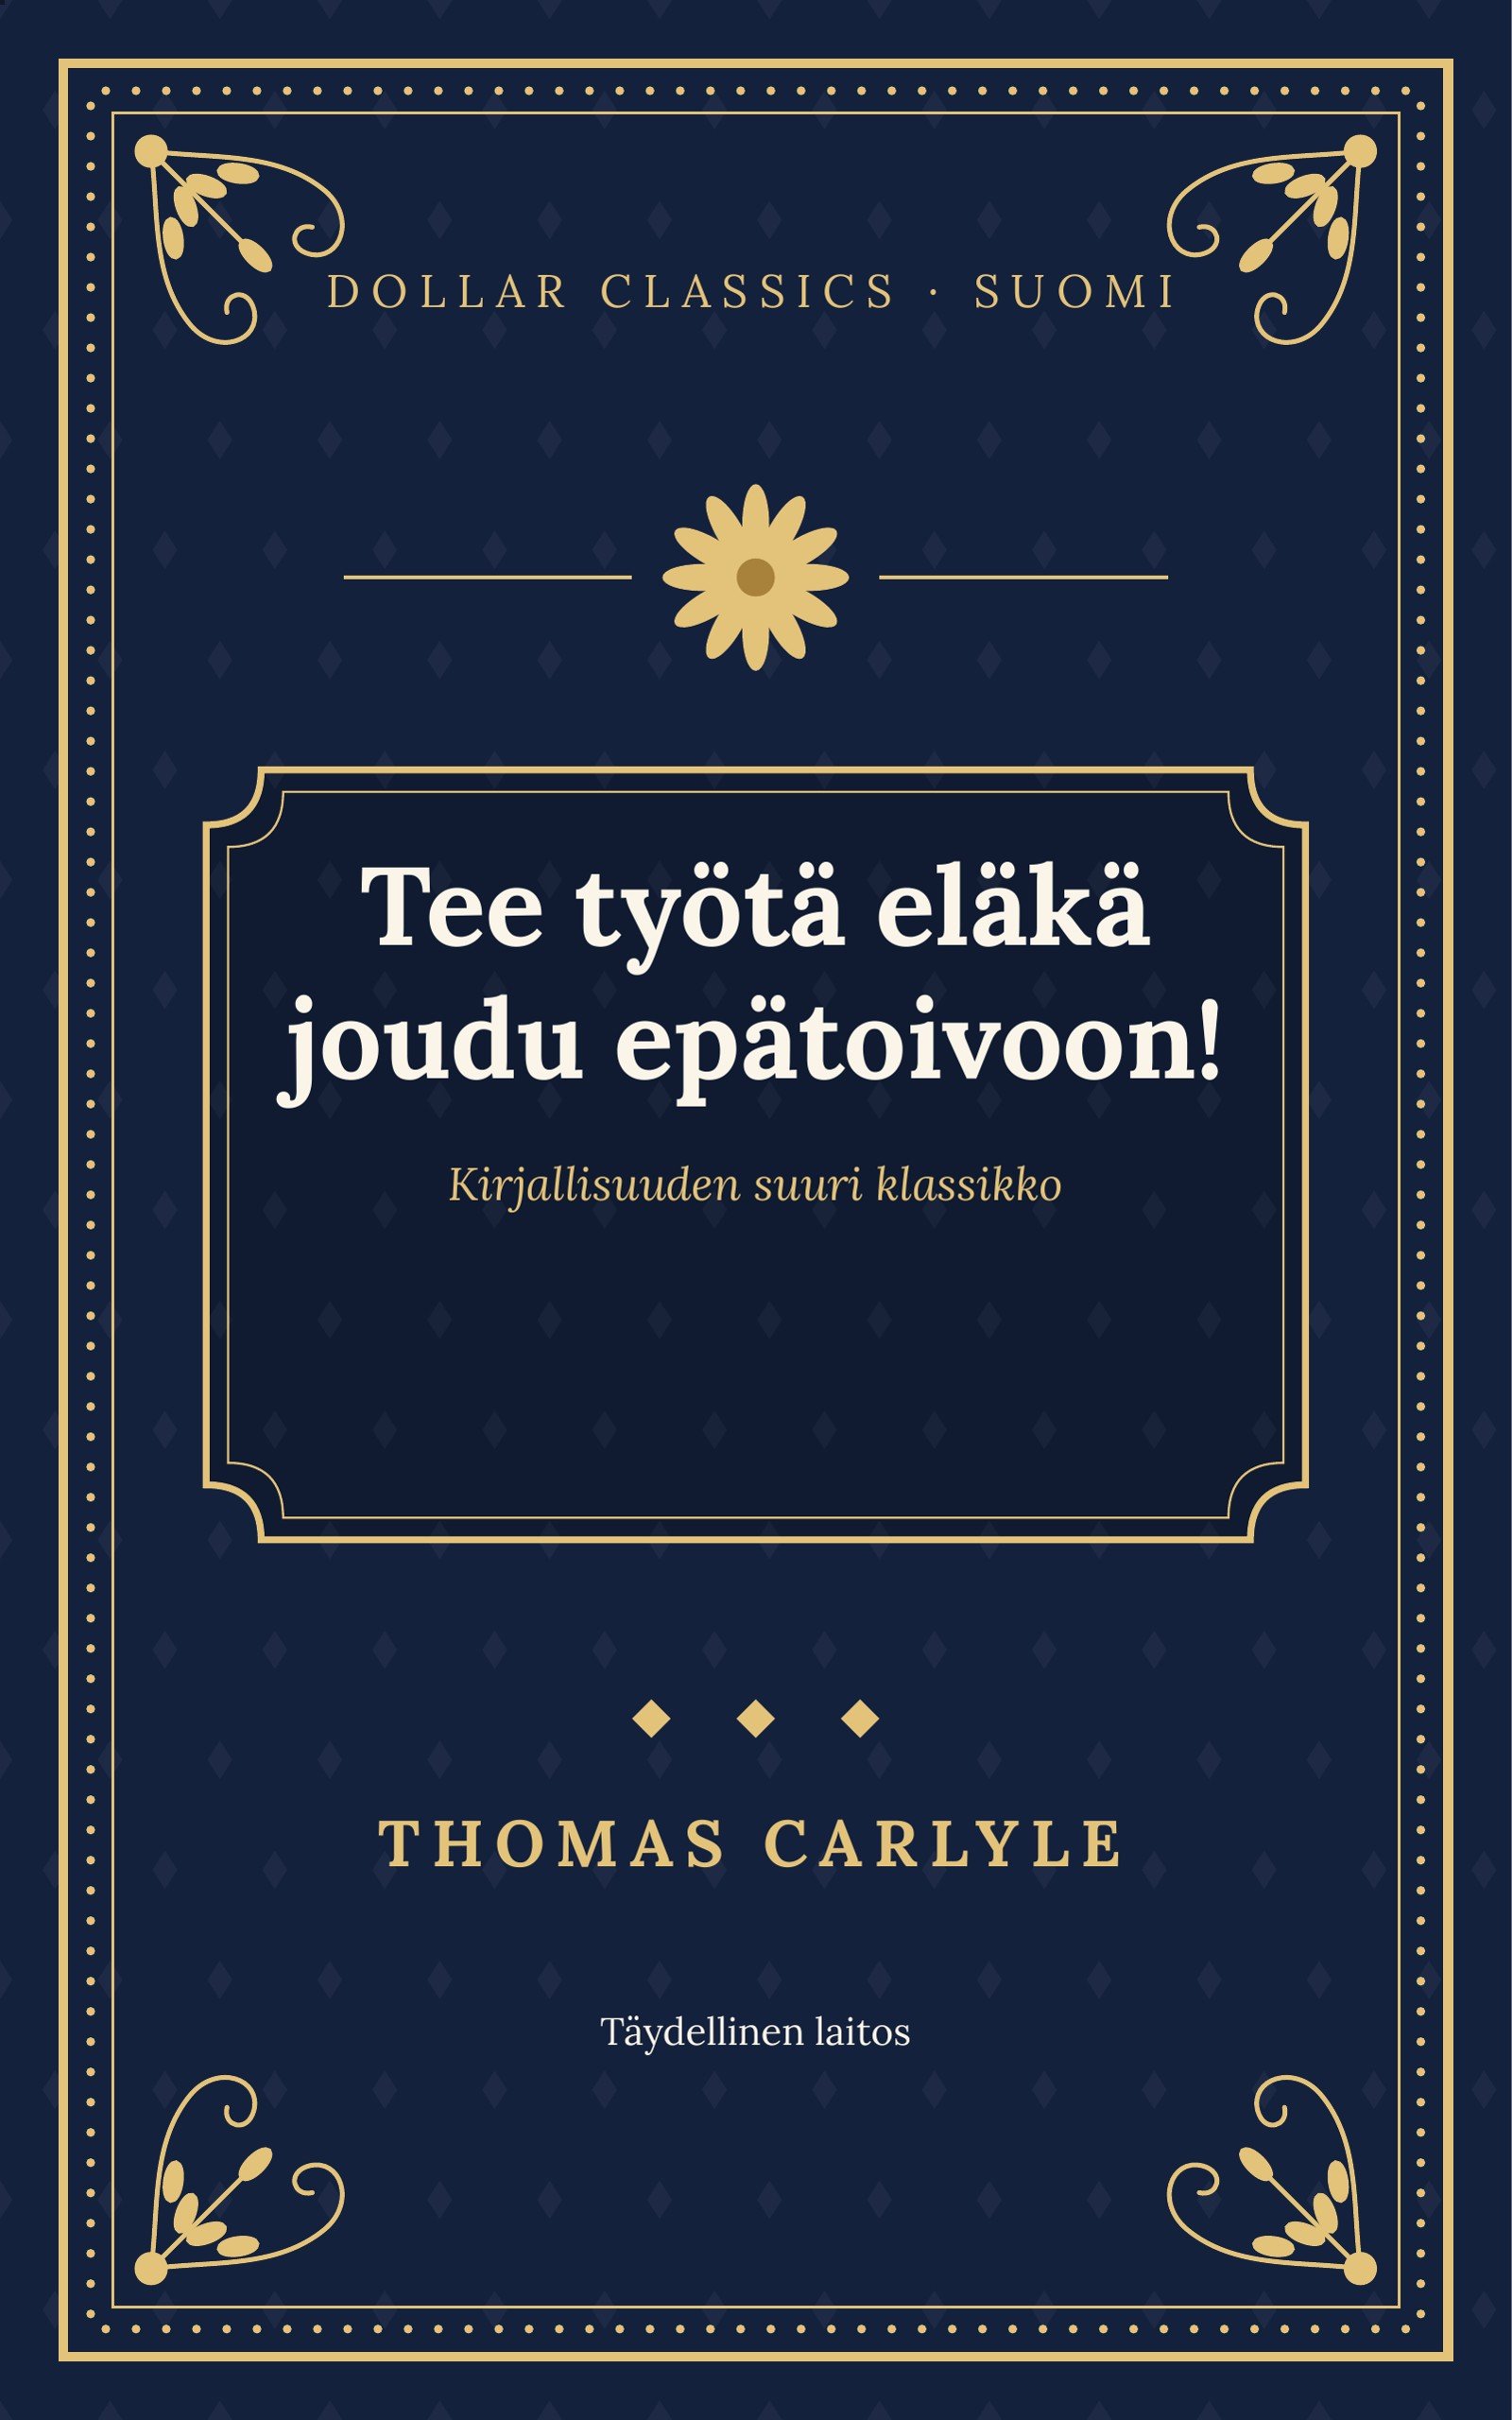 DOLLAR CLASSICS · SUOMI
Tee työtä eläkä
joudu epätoivoon!
Kirjallisuuden suuri klassikko
THOMAS CARLYLE
Täydellinen laitos